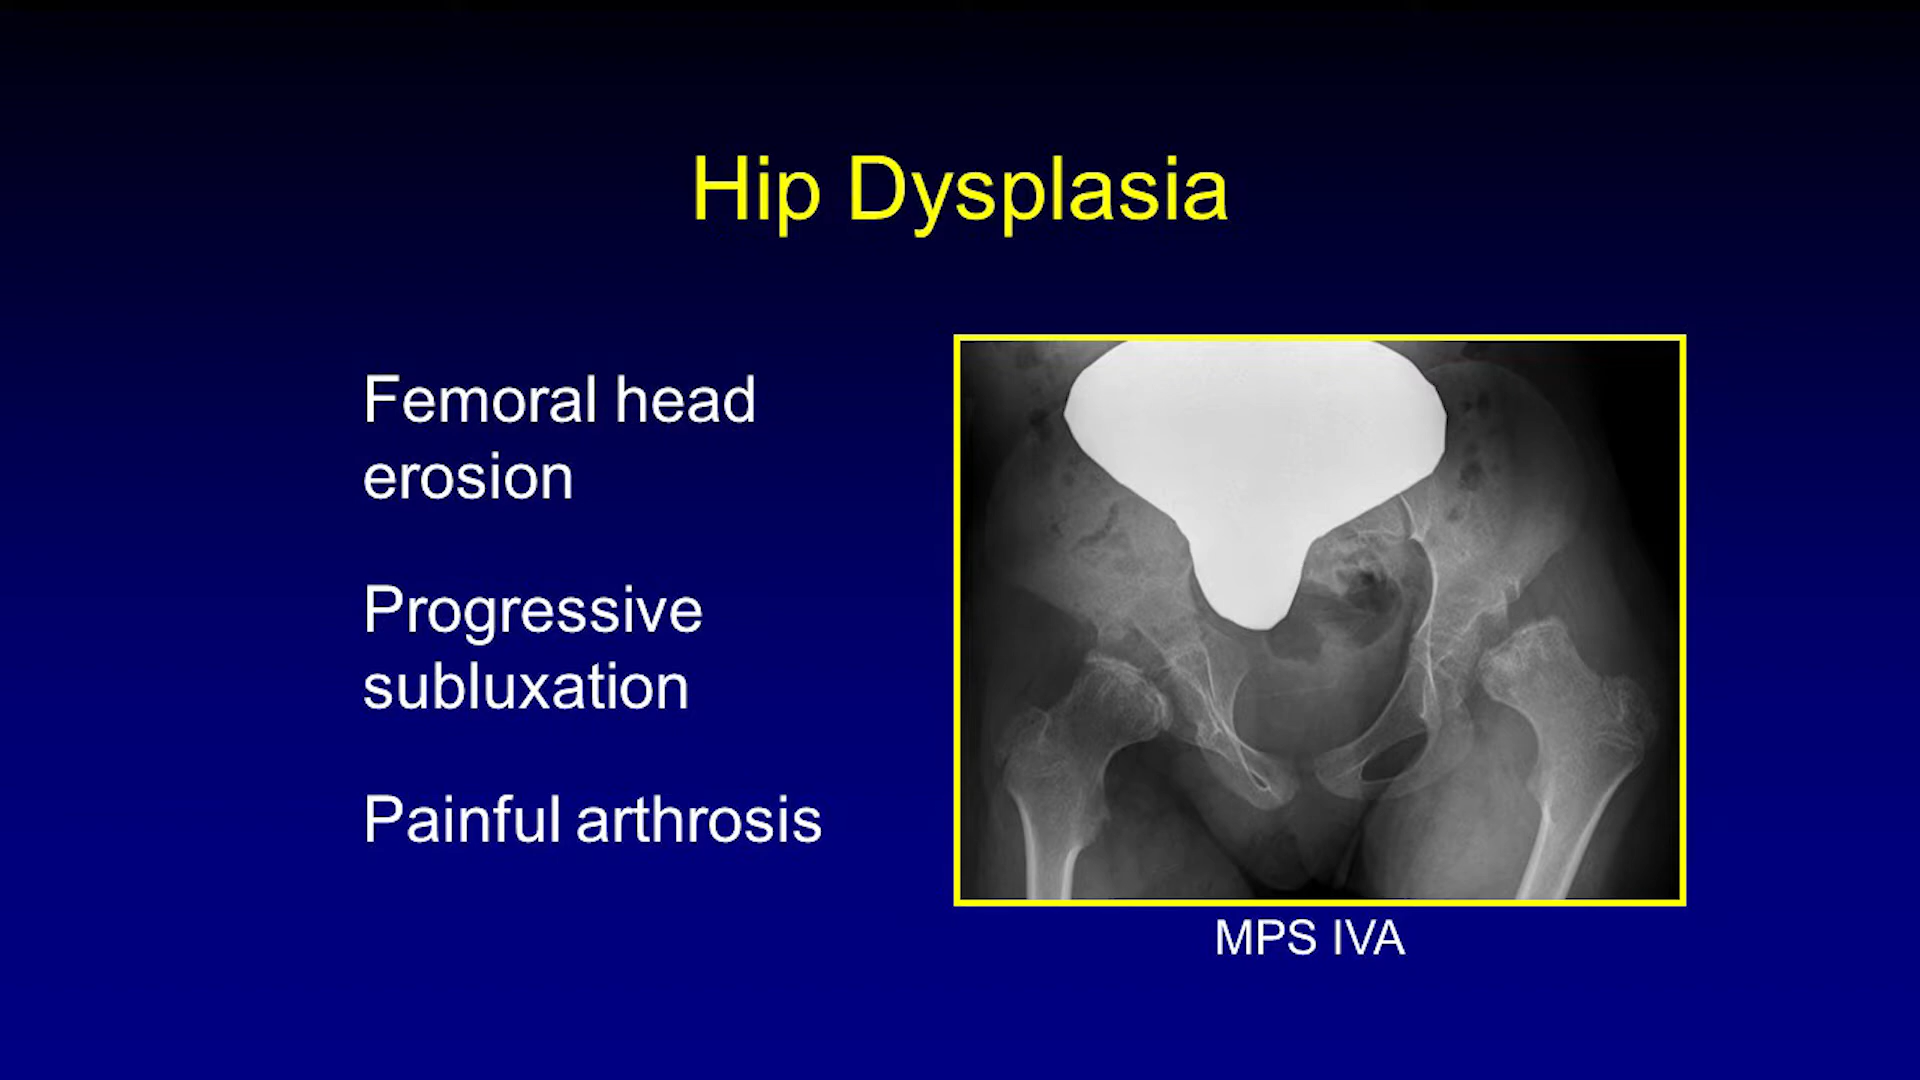 Hip Dysplasia
Femoral head
erosion
Progressive
subluxation
Painful arthrosis
MPS IVA